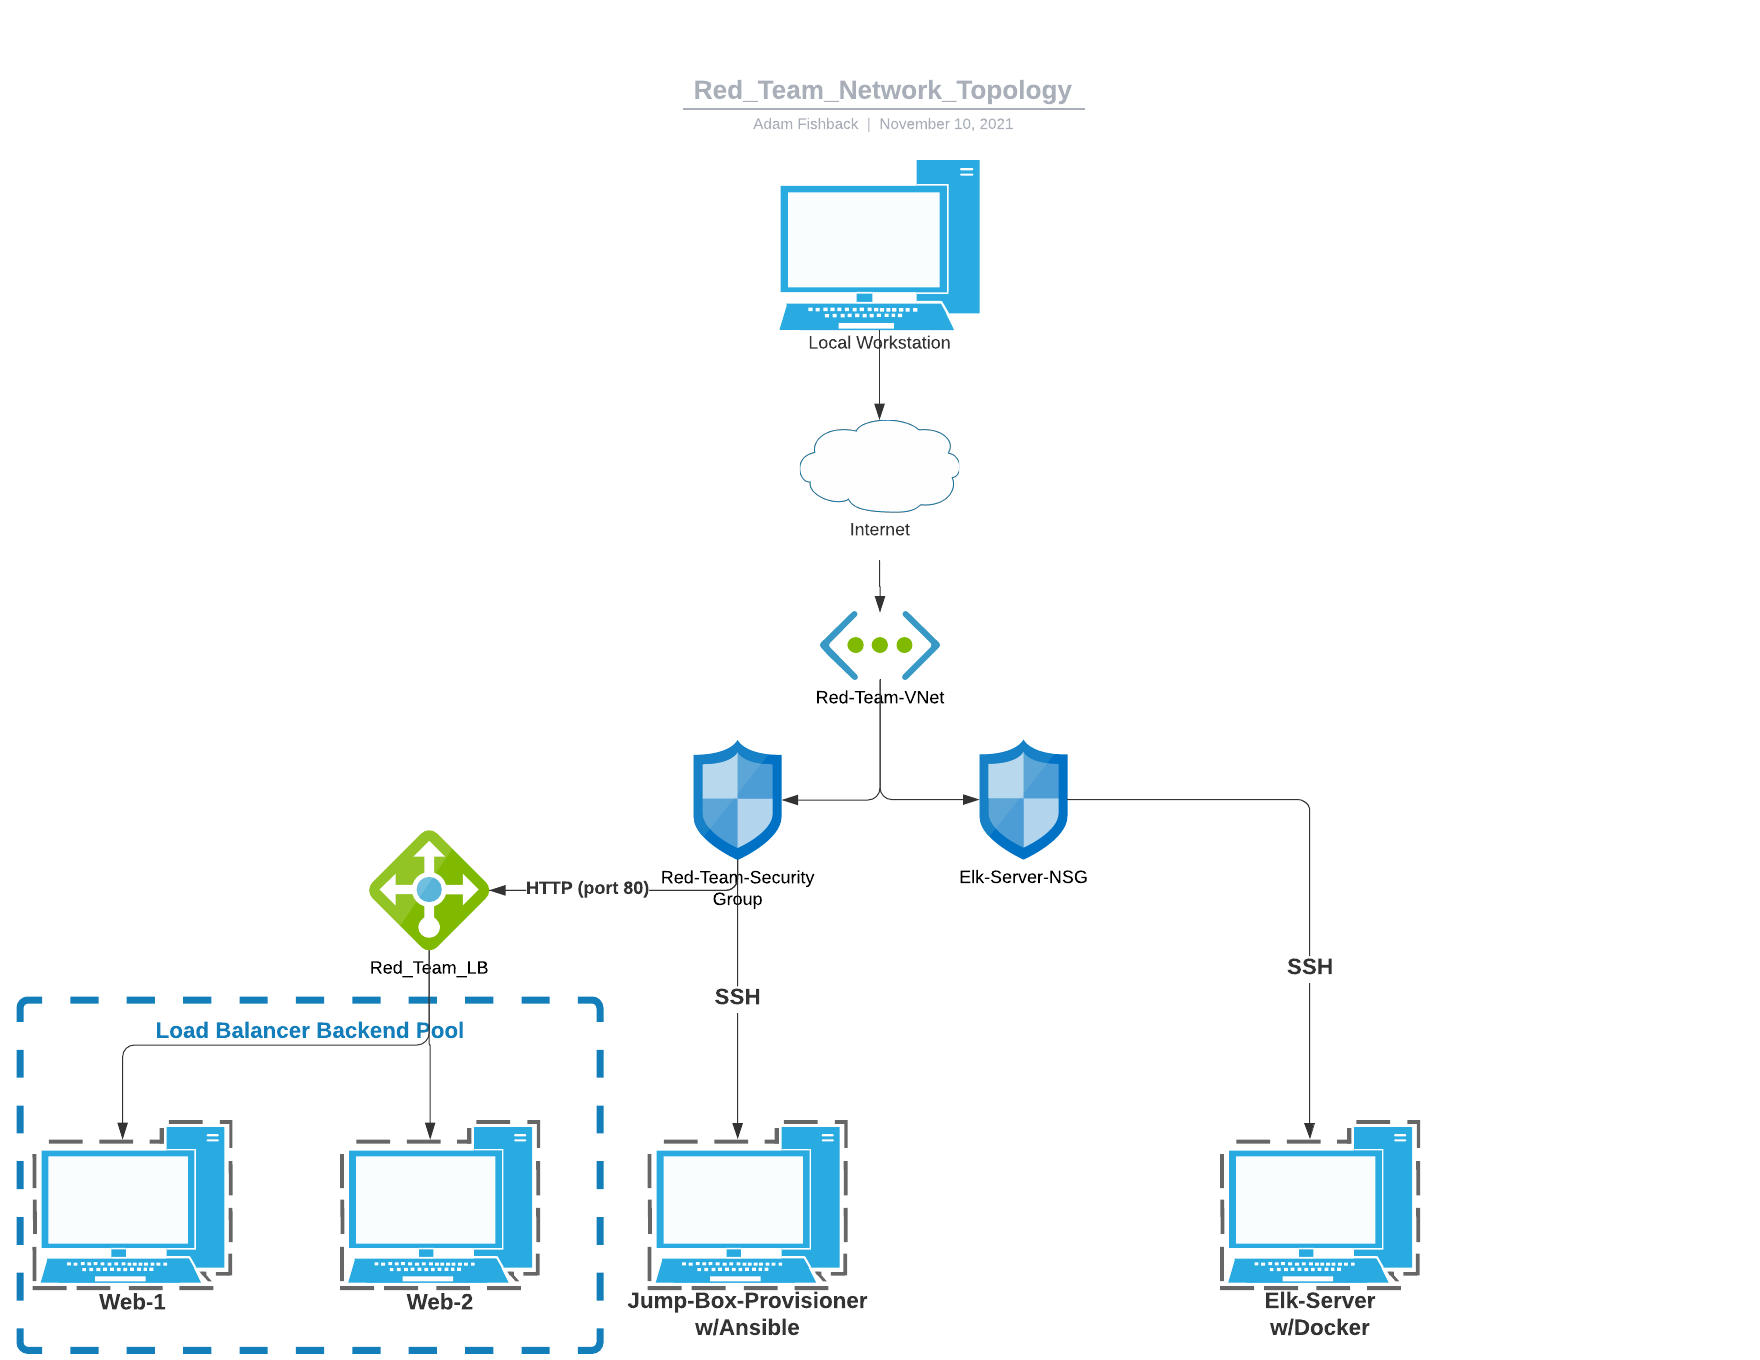 Red_Team_Network_Topology
Adam Fishback | November 10, 2021
Local Workstation
Internet
Red-Team-VNet
Red-Team-Security
Group
Elk-Server-NSG
HTTP (port 80)
Red_Team_LB
SSH
SSH
Load Balancer Backend Pool
Web-1
Web-2
Jump-Box-Provisioner
w/Ansible
Elk-Server
w/Docker